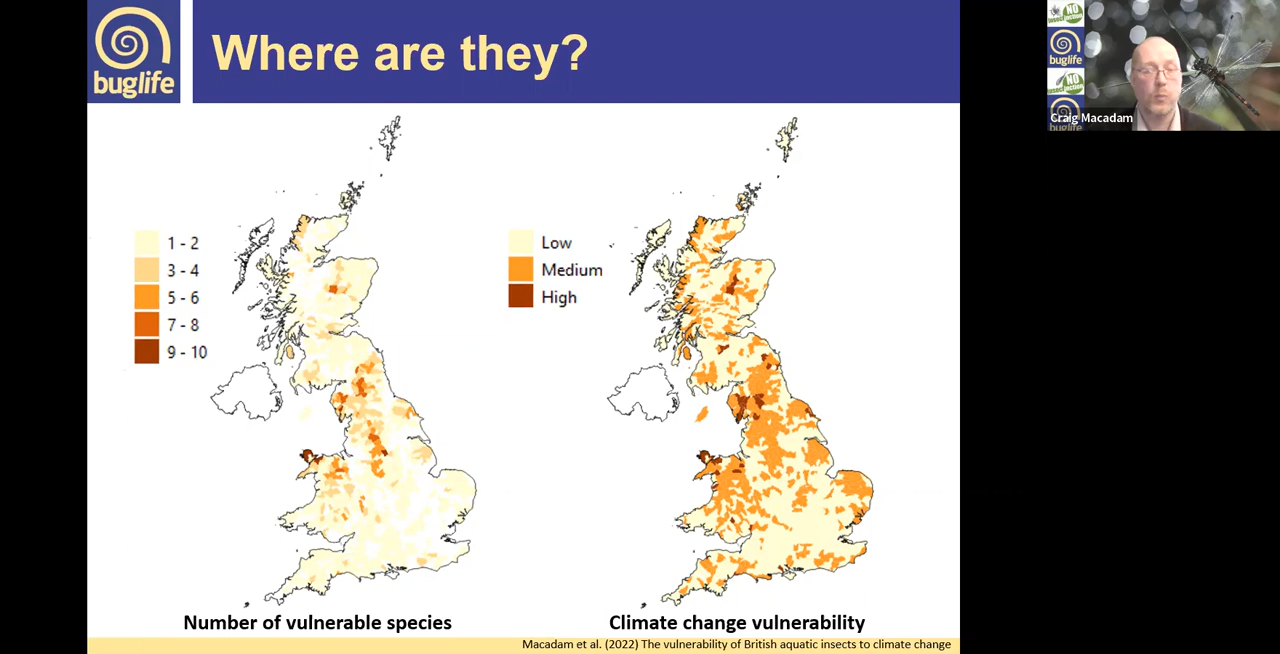 buglife
Where are they?
1 - 2
3 - 4
5 - 6
7 - 8
9 - 10
Number of vulnerable species
Low
Medium
High
Climate change vulnerability
Macadam et al. (2022) The vulnerability of British aquatic insects to climate change
NO
buglife
NO
Craig Macadam